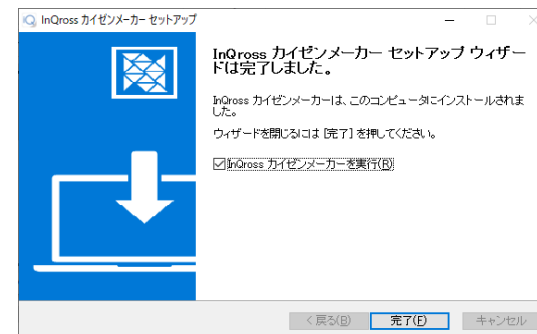 InQross カイゼンメーカー セットアップ
InQross カイゼンメーカー セットアップ ウィザー
ドは完了しました。
InQross カイゼンメーカーは、このコンピュータにインストールされま
した。
ウィザードを閉じるには [完了] を押してください。
InQross カイゼンメーカーを実行(R)
< 戻る(B)
完了(F)
キャンセル